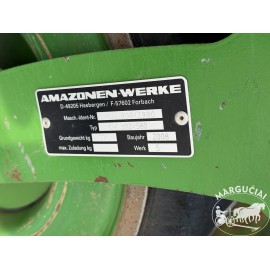 AMAZONEN-WERKE
D-49205 Hasbergen / F-57602 Forbach
Masch.-Ident-Nr.
Typ
Grundgewicht kg
Baujahr
max. Zuladung kg
Werk
MARGUČIAI